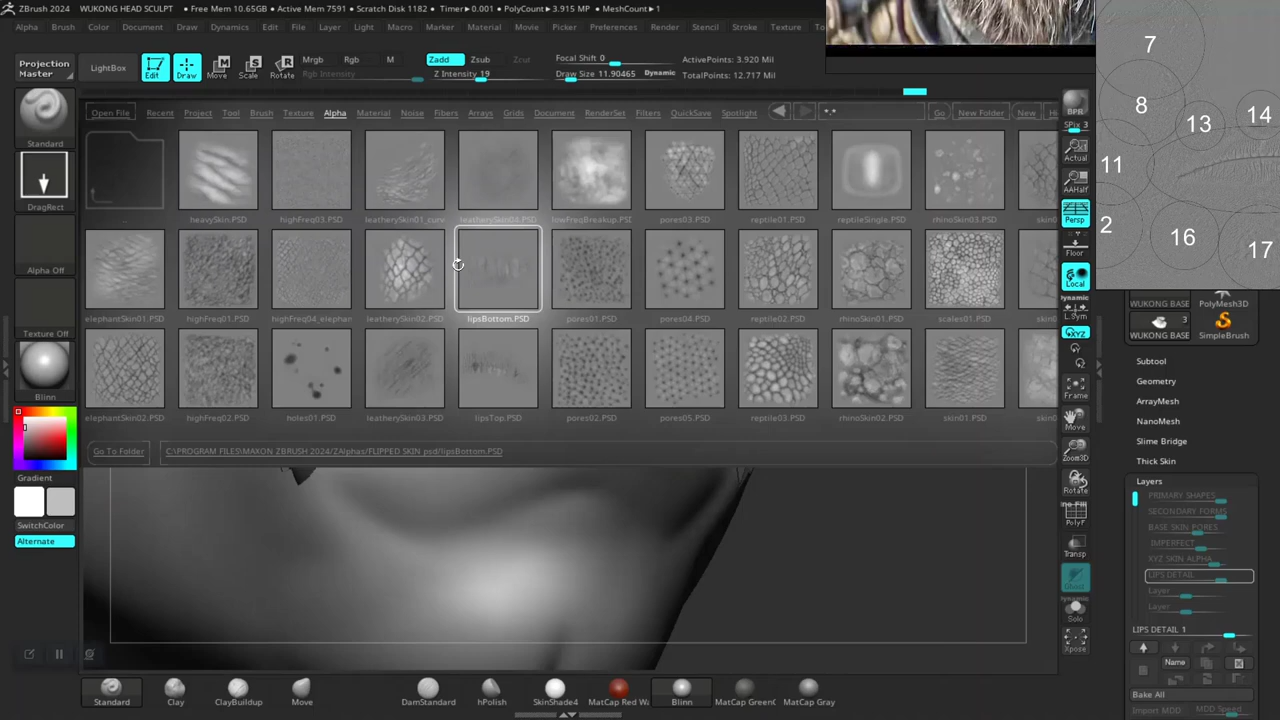 ZBrush 2024 WUKONG HEAD SCULPT • Free Mem 10.65GB • Active Mem 7591 • Scratch Disk 1182 • Timer▶0.001 • PolyCount▶3.915 MP • MeshCount▶1
Alpha Brush Color Document Draw Dynamics Edit File Layer Light Macro Marker Material Movie Picker Preferences Render Stencil Stroke Texture
Projection Master
LightBox
Edit
Draw
Move
Scale
Rotate
Mrgb Rgb M
Rgb Intensity
Zadd Zsub Zcut
Z Intensity 19
Focal Shift 0
Draw Size 11.90465 Dynamic
ActivePoints: 3.920 Mil
TotalPoints: 12.717 Mil
Open File Recent Project Tool Brush Texture Alpha Material Noise Fibers Arrays Grids Document RenderSet Filters QuickSave Spotlight *.* Go New Folder New
heavySkin.PSD highFreq03.PSD leatherySkin01_curv leatherySkin04.PSD lowFreqBreakup.PSD pores03.PSD reptile01.PSD reptileSingle.PSD rhinoSkin03.PSD
elephantSkin01.PSD highFreq01.PSD highFreq04_elephan leatherySkin02.PSD lipsBottom.PSD pores01.PSD pores04.PSD reptile02.PSD rhinoSkin01.PSD scales01.PSD
elephantSkin02.PSD highFreq02.PSD holes01.PSD leatherySkin03.PSD lipsTop.PSD pores02.PSD pores05.PSD reptile03.PSD rhinoSkin02.PSD skin01.PSD
Go To Folder C:\PROGRAM FILES\MAXON ZBRUSH 2024/ZAlphas/FLIPPED SKIN psd/lipsBottom.PSD
Standard
DragRect
Alpha Off
Texture Off
Blinn
Gradient
SwitchColor
Alternate
BPR
SPix 3
Actual
AAHalf
Persp
Floor
Local
Dynamic
L.Sym
XYZ
Frame
Move
Zoom3D
Rotate
PolyF
Transp
Ghost
Dynamic
Solo
Xpose
7
8
13
14
11
2
16
17
WUKONG BASE PolyMesh3D
3
WUKONG BASE SimpleBrush
Subtool
Geometry
ArrayMesh
NanoMesh
Slime Bridge
Thick Skin
Layers
PRIMARY SHAPES
SECONDARY FORMS
BASE SKIN PORES
IMPERFECT
XYZ SKIN ALPHA
LIPS DETAIL
Layer
Layer
LIPS DETAIL 1
Name
Bake All
Import MDD MDD Speed
Standard Clay ClayBuildup Move DamStandard hPolish SkinShade4 MatCap Red Wa Blinn MatCap GreenC MatCap Gray